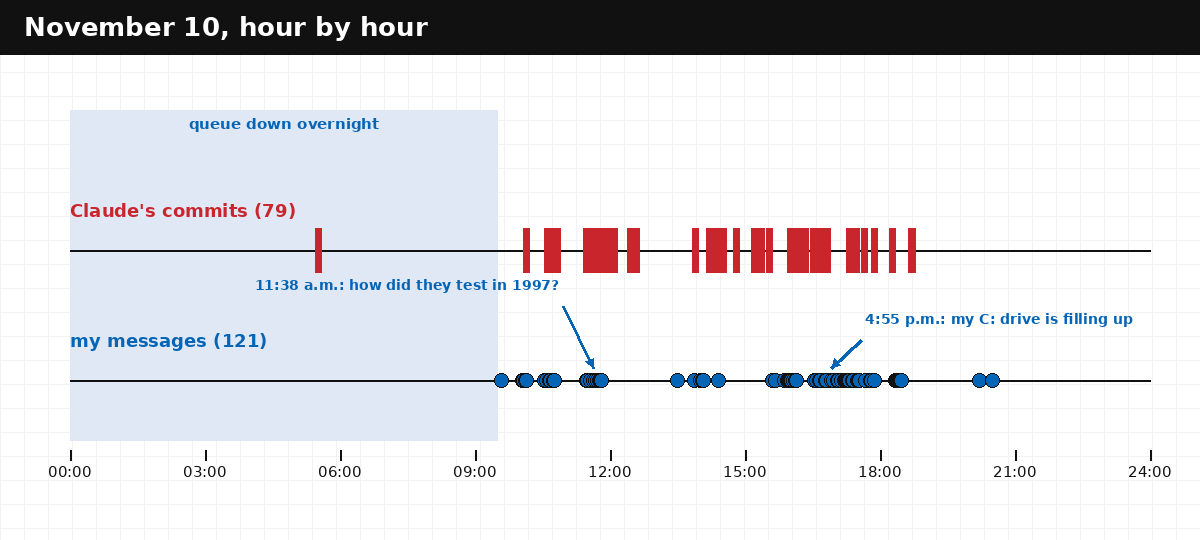 November 10, hour by hour
queue down overnight
Claude's commits (79)
11:38 a.m.: how did they test in 1997?
4:55 p.m.: my C: drive is filling up
my messages (121)
00:00 03:00 06:00 09:00 12:00 15:00 18:00 21:00 24:00